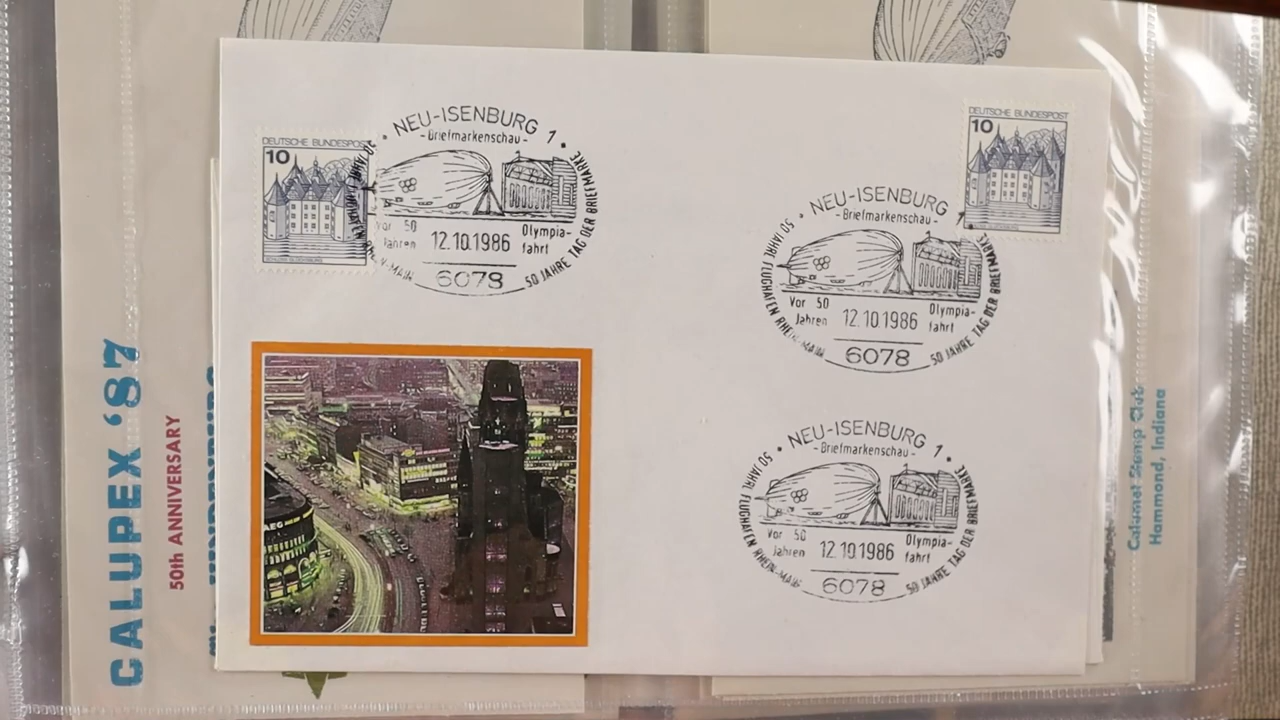 NEU-ISENBURG 1
-Briefmarkenschau-
Vor 50 Jahren
Olympia-fahrt
12.10.1986
6078
50 JAHRE TAG DER BRIEFMARKE
DEUTSCHE BUNDESPOST
10
DEUTSCHE BUNDESPOST
10
NEU-ISENBURG 1
-Briefmarkenschau-
50 JAHRE FLUGHAFEN RHEIN-MAIN
Vor 50 Jahren
Olympia-fahrt
12.10.1986
6078
50 JAHRE TAG DER BRIEFMARKE
NEU-ISENBURG 1
-Briefmarkenschau-
50 JAHRE FLUGHAFEN RHEIN-MAIN
Vor 50 Jahren
Olympia-fahrt
12.10.1986
6078
50 JAHRE TAG DER BRIEFMARKE
AEG
CALUPEX '87
50th ANNIVERSARY
Calumet Stamp Club
Hammond, Indiana